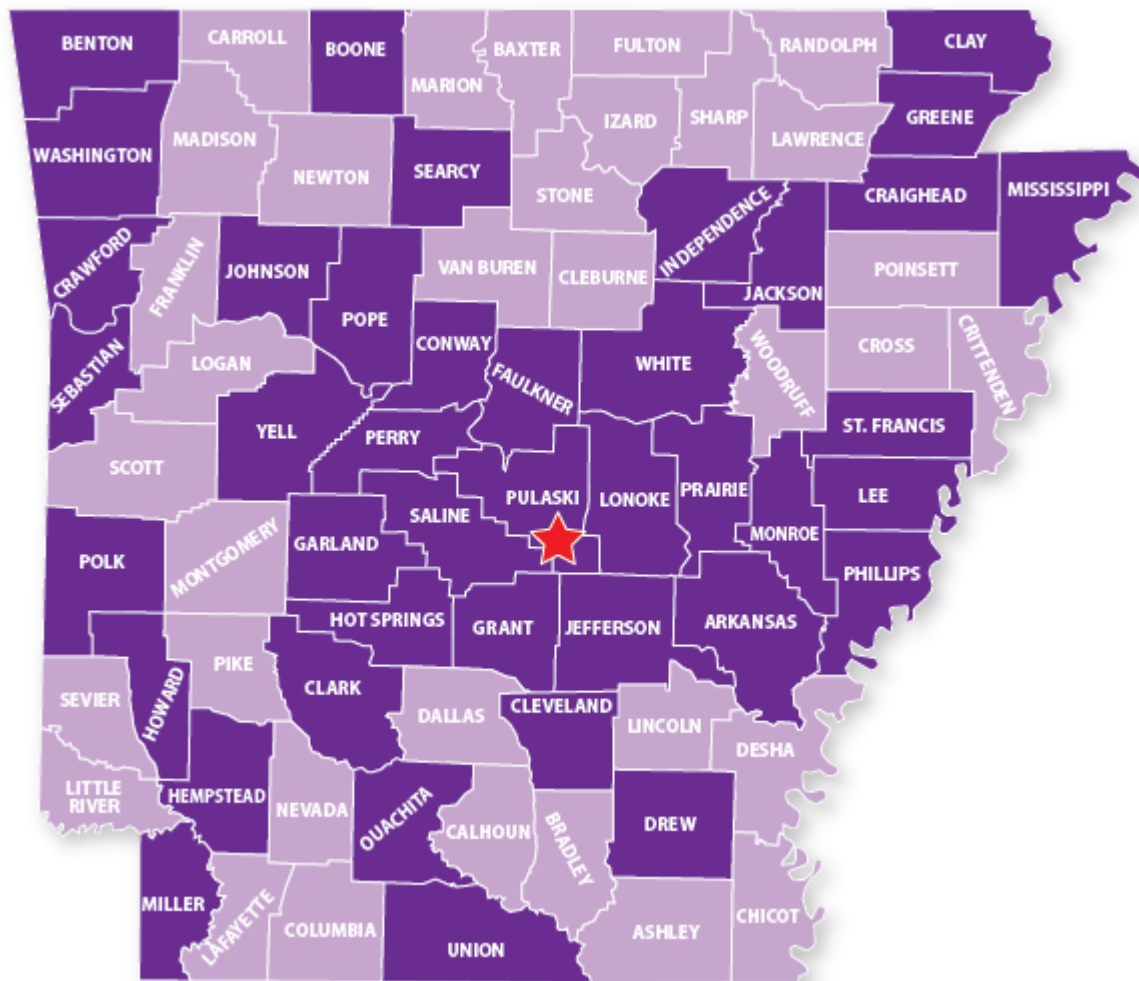 BENTON
CARROLL
BOONE
MARION
BAXTER
FULTON
RANDOLPH
CLAY
WASHINGTON
MADISON
NEWTON
SEARCY
STONE
IZARD
SHARP
LAWRENCE
GREENE
CRAIGHEAD
MISSISSIPPI
CRAWFORD
FRANKLIN
JOHNSON
POPE
VAN BUREN
CLEBURNE
INDEPENDENCE
JACKSON
POINSETT
SEBASTIAN
LOGAN
CONWAY
FAULKNER
WHITE
WOODRUFF
CROSS
CRITTENDEN
SCOTT
YELL
PERRY
PULASKI
LONOKE
PRAIRIE
ST. FRANCIS
LEE
POLK
MONTGOMERY
GARLAND
SALINE
MONROE
PHILLIPS
HOT SPRINGS
GRANT
JEFFERSON
ARKANSAS
SEVIER
HOWARD
PIKE
CLARK
DALLAS
CLEVELAND
LINCOLN
DESHA
LITTLE
RIVER
HEMPSTEAD
NEVADA
OUACHITA
CALHOUN
BRADLEY
DREW
MILLER
LAFAYETTE
COLUMBIA
UNION
ASHLEY
CHICOT